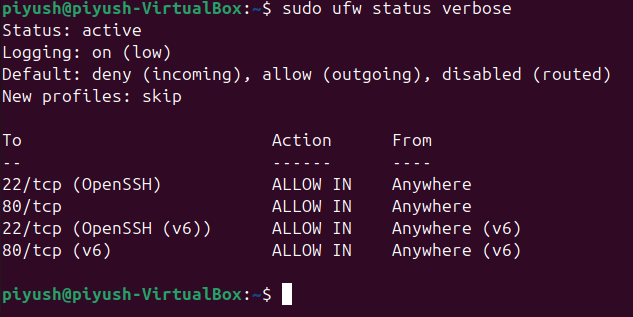 piyush@piyush-VirtualBox:~$ sudo ufw status verbose
Status: active
Logging: on (low)
Default: deny (incoming), allow (outgoing), disabled (routed)
New profiles: skip

To                         Action      From
--                         ------      ----
22/tcp (OpenSSH)           ALLOW IN    Anywhere
80/tcp                     ALLOW IN    Anywhere
22/tcp (OpenSSH (v6))      ALLOW IN    Anywhere (v6)
80/tcp (v6)                ALLOW IN    Anywhere (v6)

piyush@piyush-VirtualBox:~$